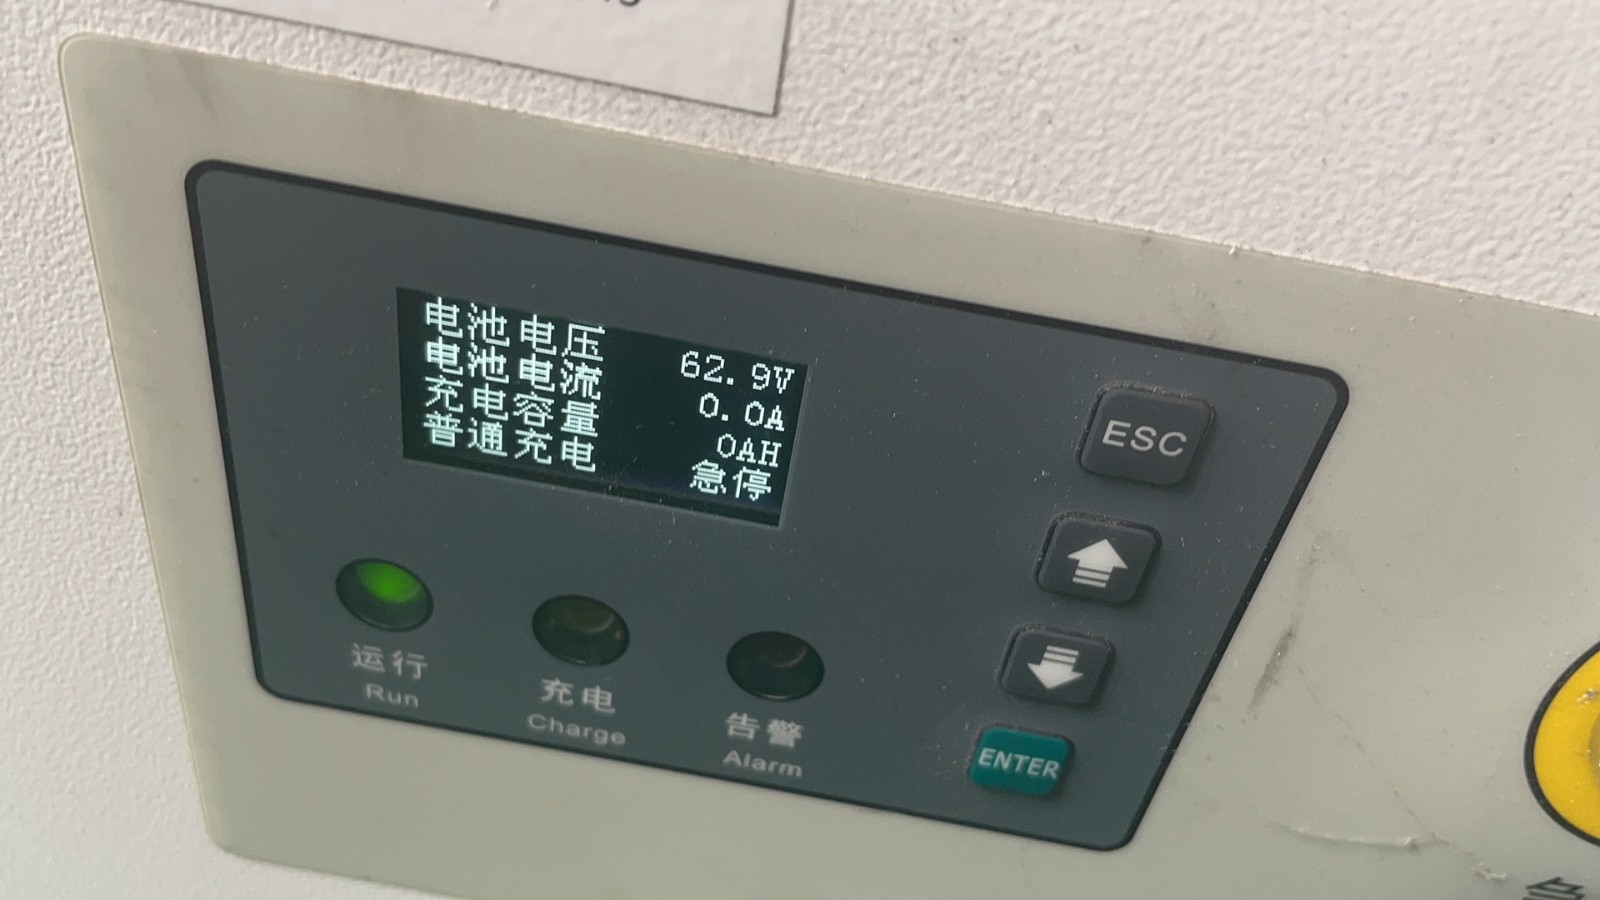 电池电压 62.9V
电池电流 0.0A
充电容量 0AH
普通充电 急停
ESC
运行
Run
充电
Charge
告警
Alarm
ENTER
急